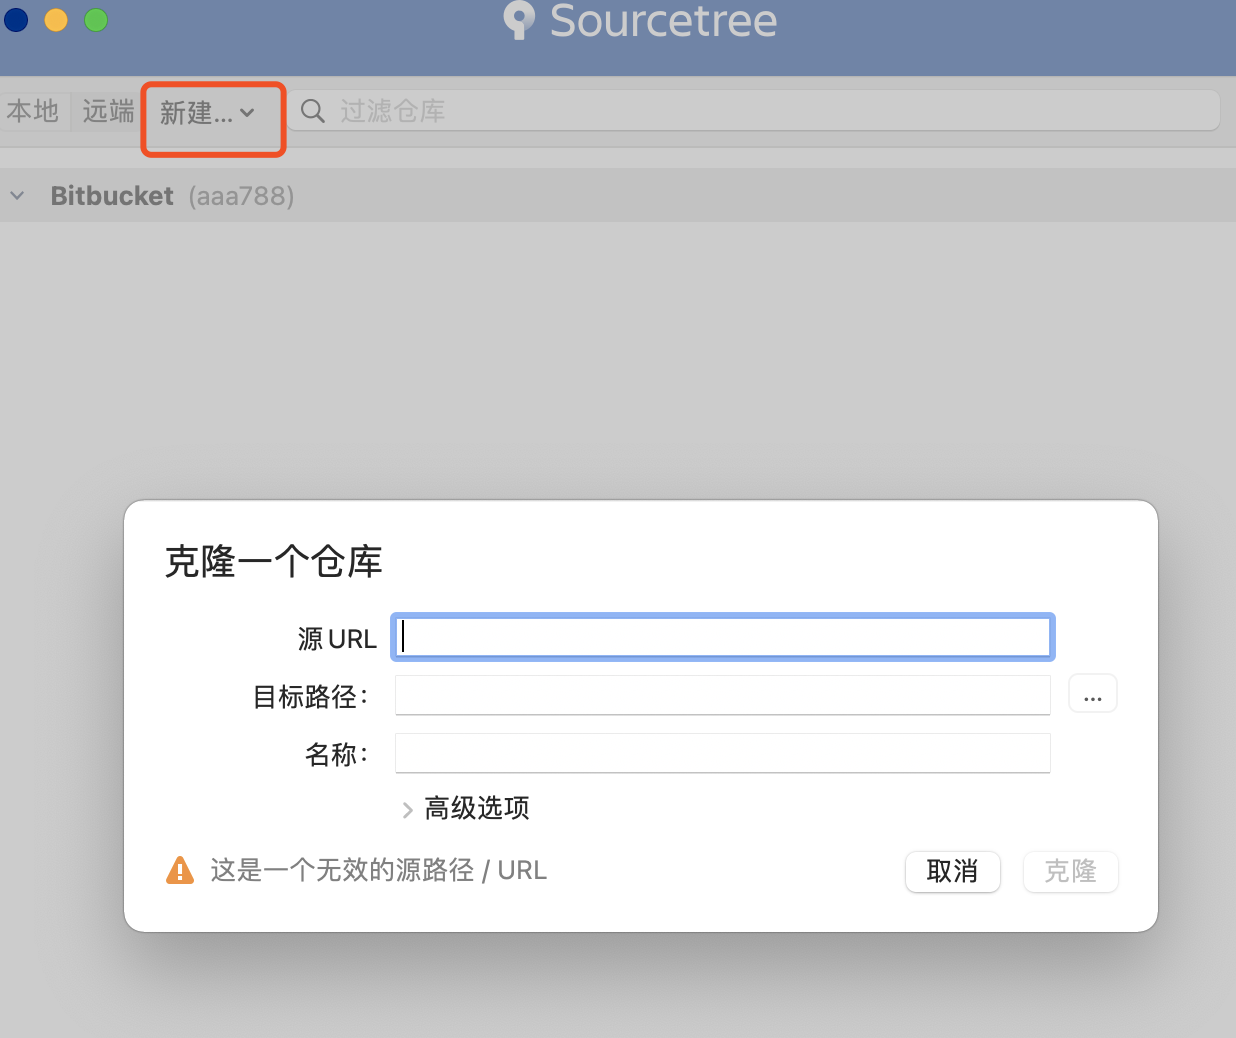 Sourcetree
本地 远端 新建... 过滤仓库
Bitbucket (aaa788)
克隆一个仓库
源 URL
目标路径：
...
名称：
高级选项
这是一个无效的源路径 / URL
取消 克隆